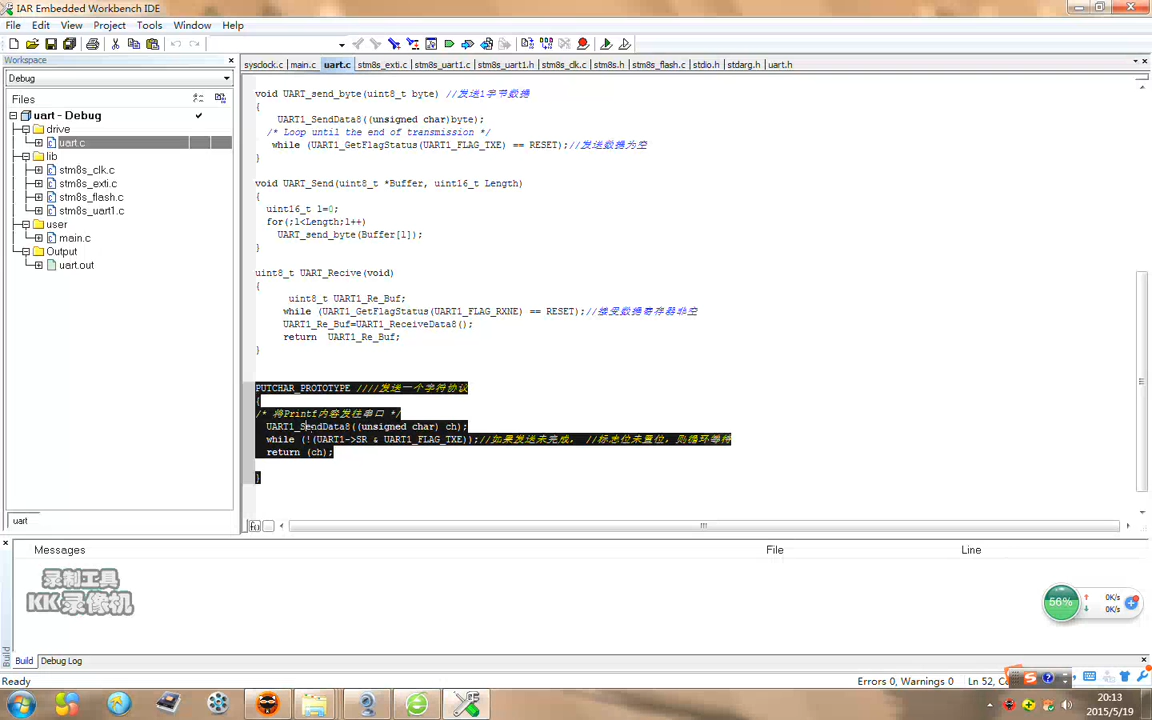 IAR Embedded Workbench IDE
File Edit View Project Tools Window Help
Workspace
Debug
Files
uart - Debug
drive
uart.c
lib
stm8s_clk.c
stm8s_exti.c
stm8s_flash.c
stm8s_uart1.c
user
main.c
Output
uart.out
uart
sysclock.c main.c uart.c stm8s_exti.c stm8s_uart1.c stm8s_uart1.h stm8s_clk.c stm8s.h stm8s_flash.c stdio.h stdarg.h uart.h
void UART_send_byte(uint8_t byte) //发送1字节数据
{
UART1_SendData8((unsigned char)byte);
/* Loop until the end of transmission */
while (UART1_GetFlagStatus(UART1_FLAG_TXE) == RESET);//发送数据为空
}
void UART_Send(uint8_t *Buffer, uint16_t Length)
{
uint16_t l=0;
for(;l<Length;l++)
UART_send_byte(Buffer[l]);
}
uint8_t UART_Recive(void)
{
uint8_t UART1_Re_Buf;
while (UART1_GetFlagStatus(UART1_FLAG_RXNE) == RESET);//接受数据寄存器非空
UART1_Re_Buf=UART1_ReceiveData8();
return UART1_Re_Buf;
}
PUTCHAR_PROTOTYPE ////发送一个字符协议
{
/* 将Printf内容发往串口 */
UART1_SendData8((unsigned char) ch);
while (!(UART1->SR & UART1_FLAG_TXE));//如果发送未完成, //标志位未置位, 则循环等待
return (ch);
}
Messages File Line
录制工具
KK录像机
56% 0K/s
0K/s
Build
Build Debug Log
Ready Errors 0, Warnings 0 Ln 52, Co
20:13
2015/5/19